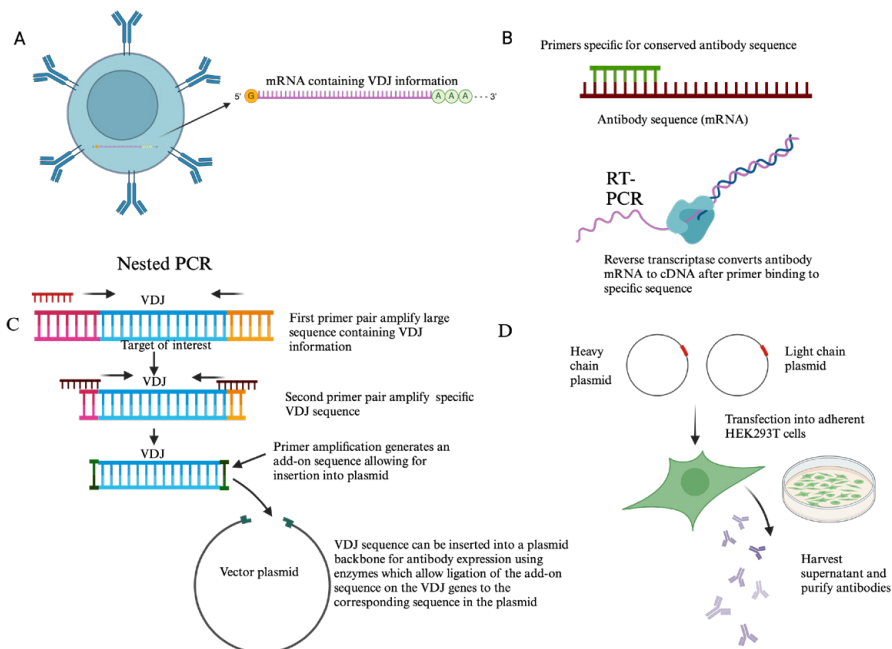 A
mRNA containing VDJ information
5' G A A A --- 3'
B
Primers specific for conserved antibody sequence
Antibody sequence (mRNA)
RT-
PCR
Reverse transcriptase converts antibody
mRNA to cDNA after primer binding to
specific sequence
Nested PCR
C
VDJ
First primer pair amplify large
sequence containing VDJ
information
Target of interest
VDJ
Second primer pair amplify specific
VDJ sequence
VDJ
Primer amplification generates an
add-on sequence allowing for
insertion into plasmid
Vector plasmid
VDJ sequence can be inserted into a plasmid
backbone for antibody expression using
enzymes which allow ligation of the add-on
sequence on the VDJ genes to the
corresponding sequence in the plasmid
D
Heavy
chain
plasmid
Light chain
plasmid
Transfection into adherent
HEK293T cells
Harvest
supernatant and
purify antibodies